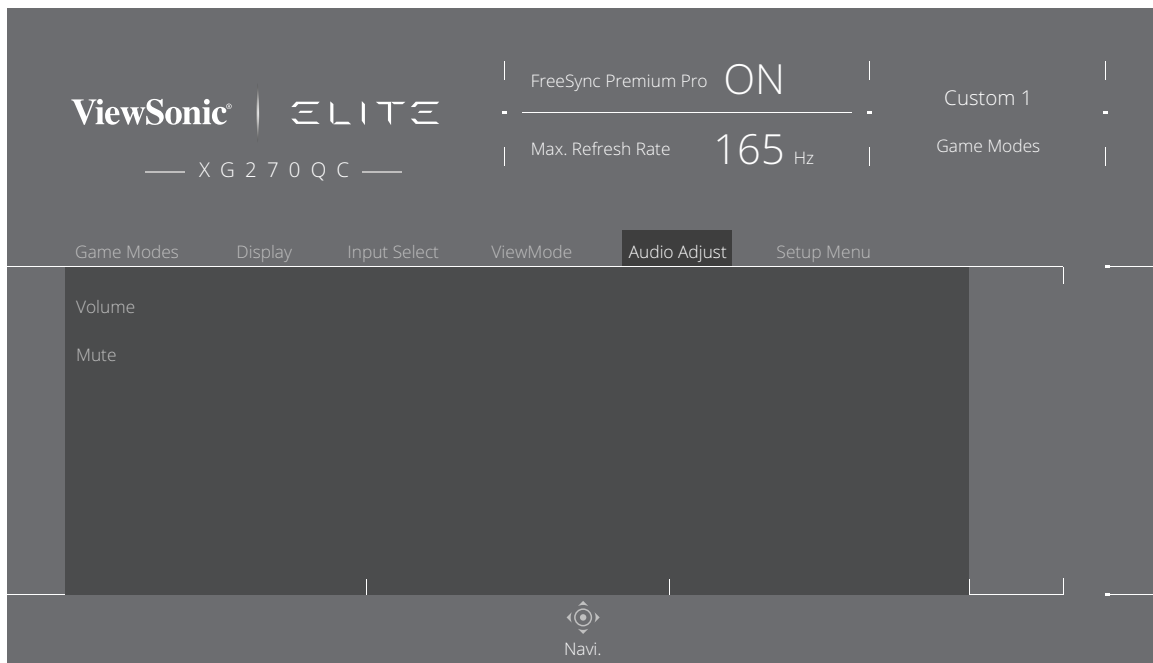 ViewSonic® ELITE
XG270QC
FreeSync Premium Pro ON
Max. Refresh Rate 165 Hz
Custom 1
Game Modes
Game Modes Display Input Select ViewMode Audio Adjust Setup Menu
Volume
Mute
Navi.